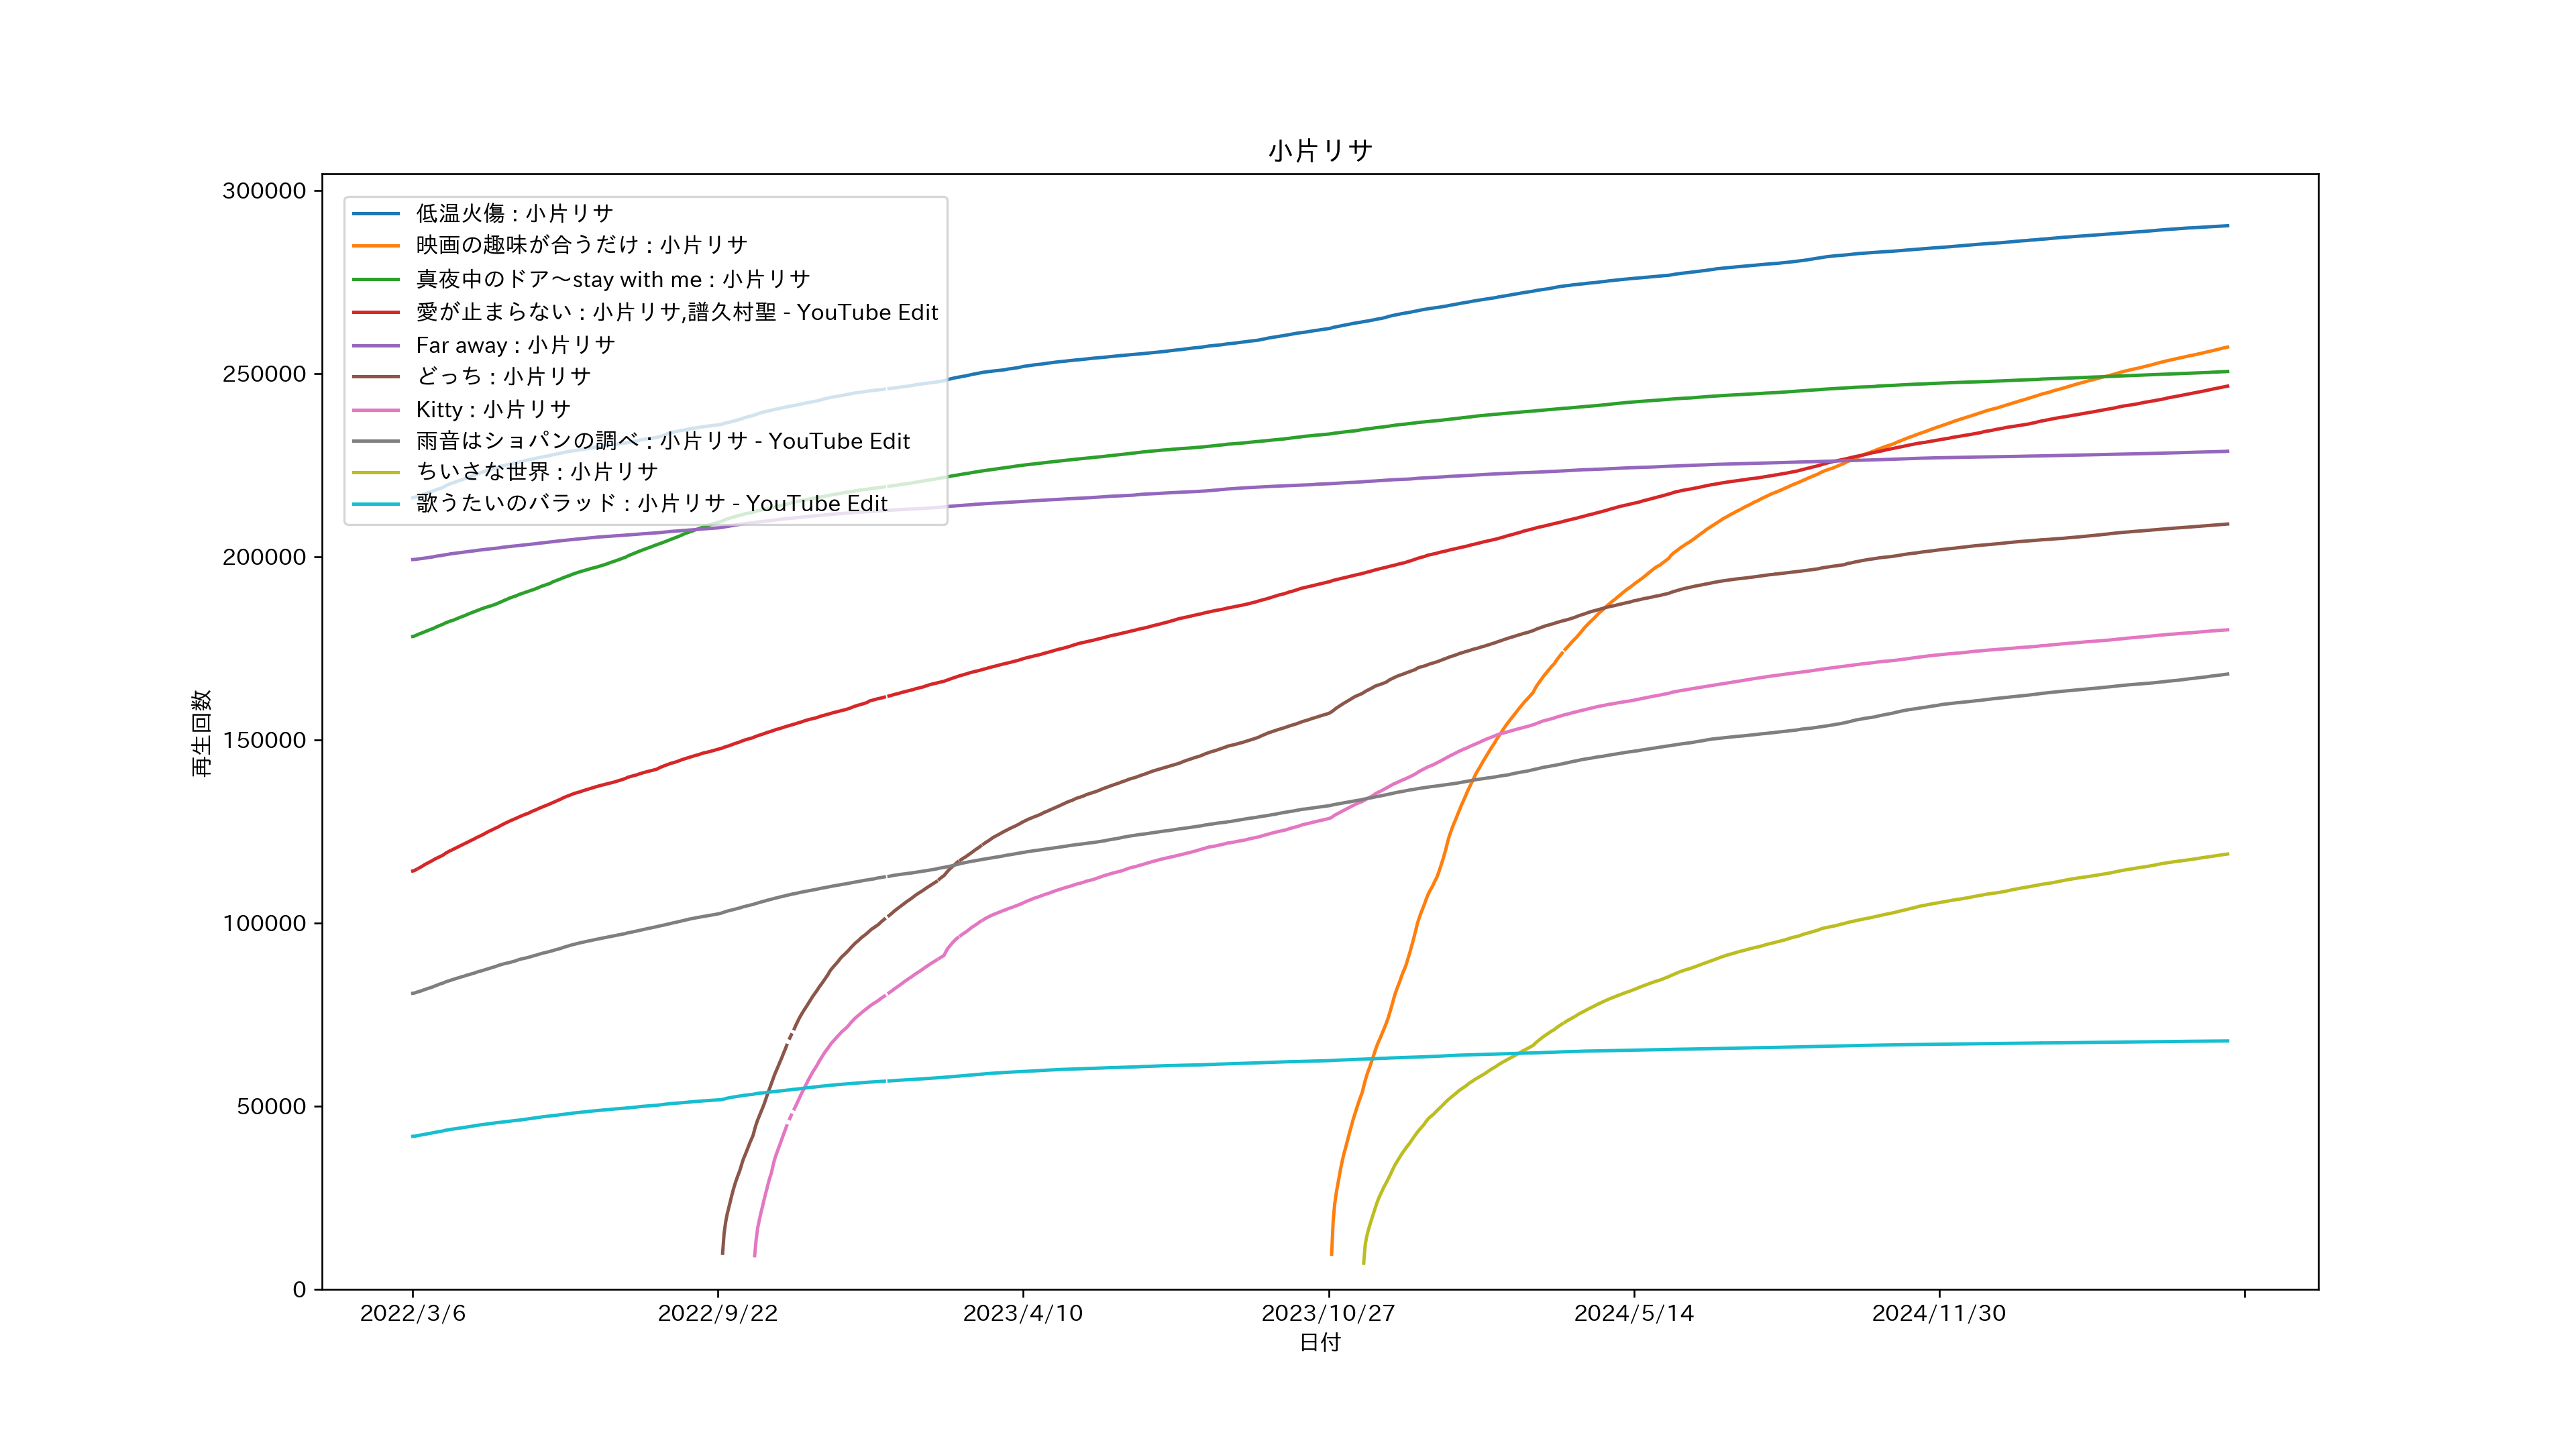 小片リサ
300000
250000
200000
150000
100000
50000
0
再生回数
低温火傷 : 小片リサ
映画の趣味が合うだけ : 小片リサ
真夜中のドア～stay with me : 小片リサ
愛が止まらない : 小片リサ,譜久村聖 - YouTube Edit
Far away : 小片リサ
どっち : 小片リサ
Kitty : 小片リサ
雨音はショパンの調べ : 小片リサ - YouTube Edit
ちいさな世界 : 小片リサ
歌うたいのバラッド : 小片リサ - YouTube Edit
2022/3/6 2022/9/22 2023/4/10 2023/10/27 2024/5/14 2024/11/30
日付